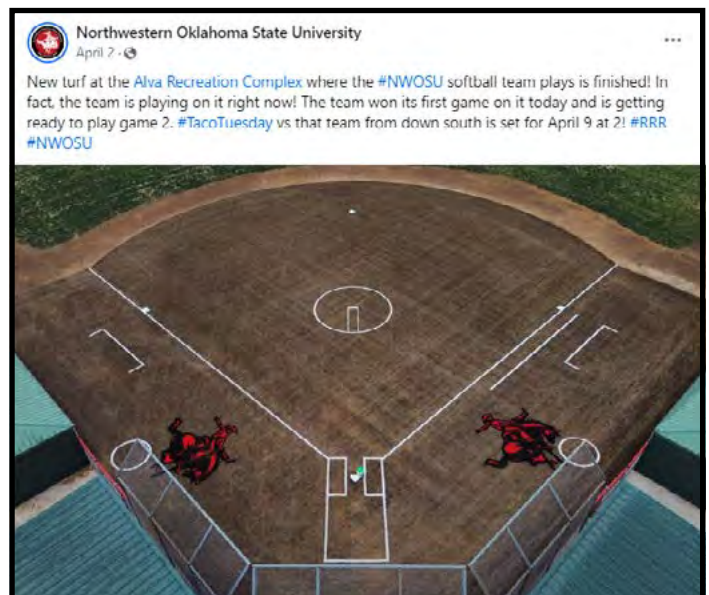 Northwestern Oklahoma State University
April 2 ·
New turf at the Alva Recreation Complex where the #NWOSU softball team plays is finished! In
fact, the team is playing on it right now! The team won its first game on it today and is getting
ready to play game 2. #TacoTuesday vs that team from down south is set for April 9 at 2! #RRR
#NWOSU